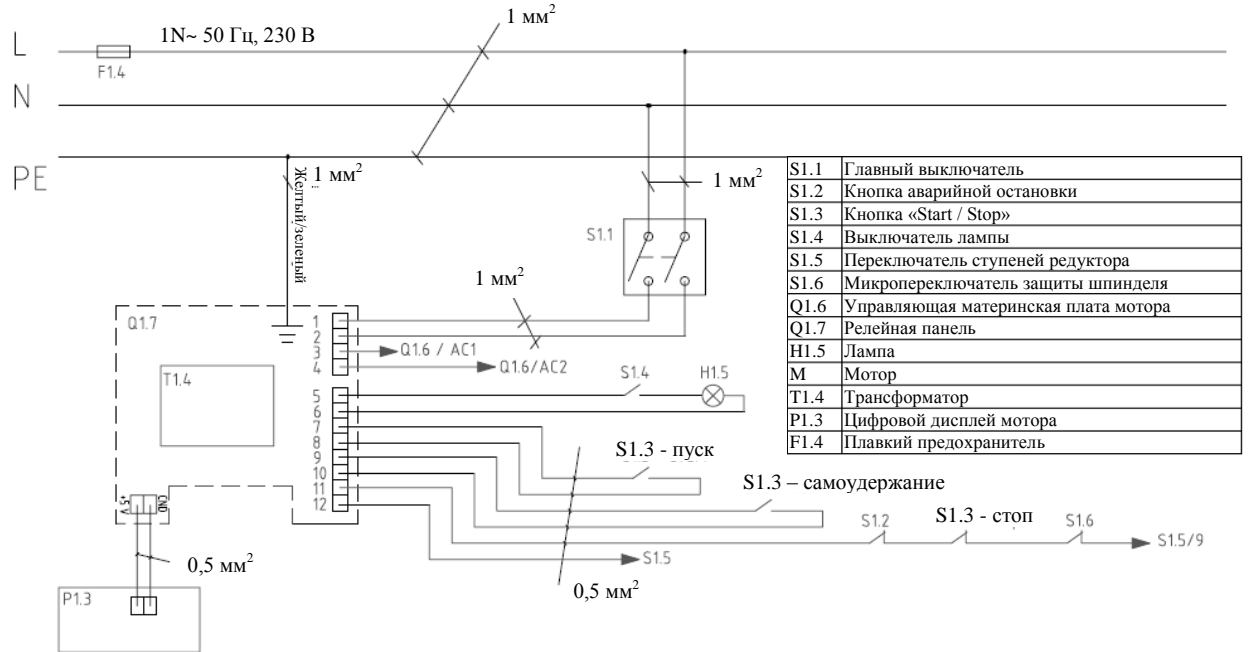 1 мм²
L
1N~ 50 Гц, 230 В
F1.4
N
PE
1 мм²
Желтый/зеленый
1 мм²
S1.1
1 мм²
S1.1 Главный выключатель
S1.2 Кнопка аварийной остановки
S1.3 Кнопка «Start / Stop»
S1.4 Выключатель лампы
S1.5 Переключатель ступеней редуктора
S1.6 Микропереключатель защиты шпинделя
Q1.6 Управляющая материнская плата мотора
Q1.7 Релейная панель
H1.5 Лампа
M Мотор
T1.4 Трансформатор
P1.3 Цифровой дисплей мотора
F1.4 Плавкий предохранитель
Q1.7
T1.4
1
2
3
4
Q1.6 / AC1
Q1.6/AC2
5
6
7
8
9
10
11
12
S1.4
H1.5
S1.3 - пуск
S1.3 – самоудержание
S1.2
S1.3 - стоп
S1.6
S1.5/9
S1.5
0,5 мм²
+5V
GND
0,5 мм²
P1.3